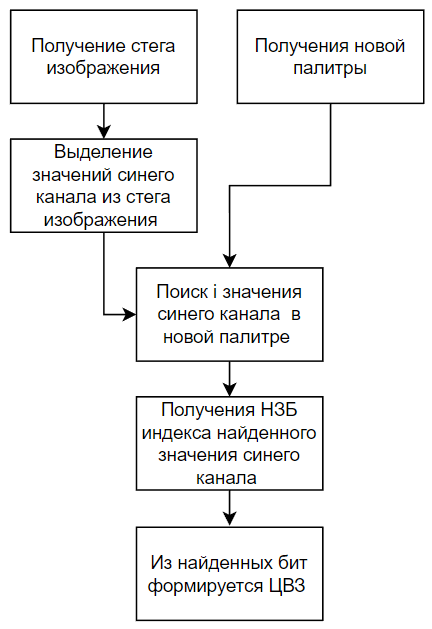 Получение стега
изображения
Получения новой
палитры
Выделение
значений синего
канала из стега
изображения
Поиск i значения
синего канала в
новой палитре
Получения НЗБ
индекса найденного
значения синего
канала
Из найденных бит
формируется ЦВЗ